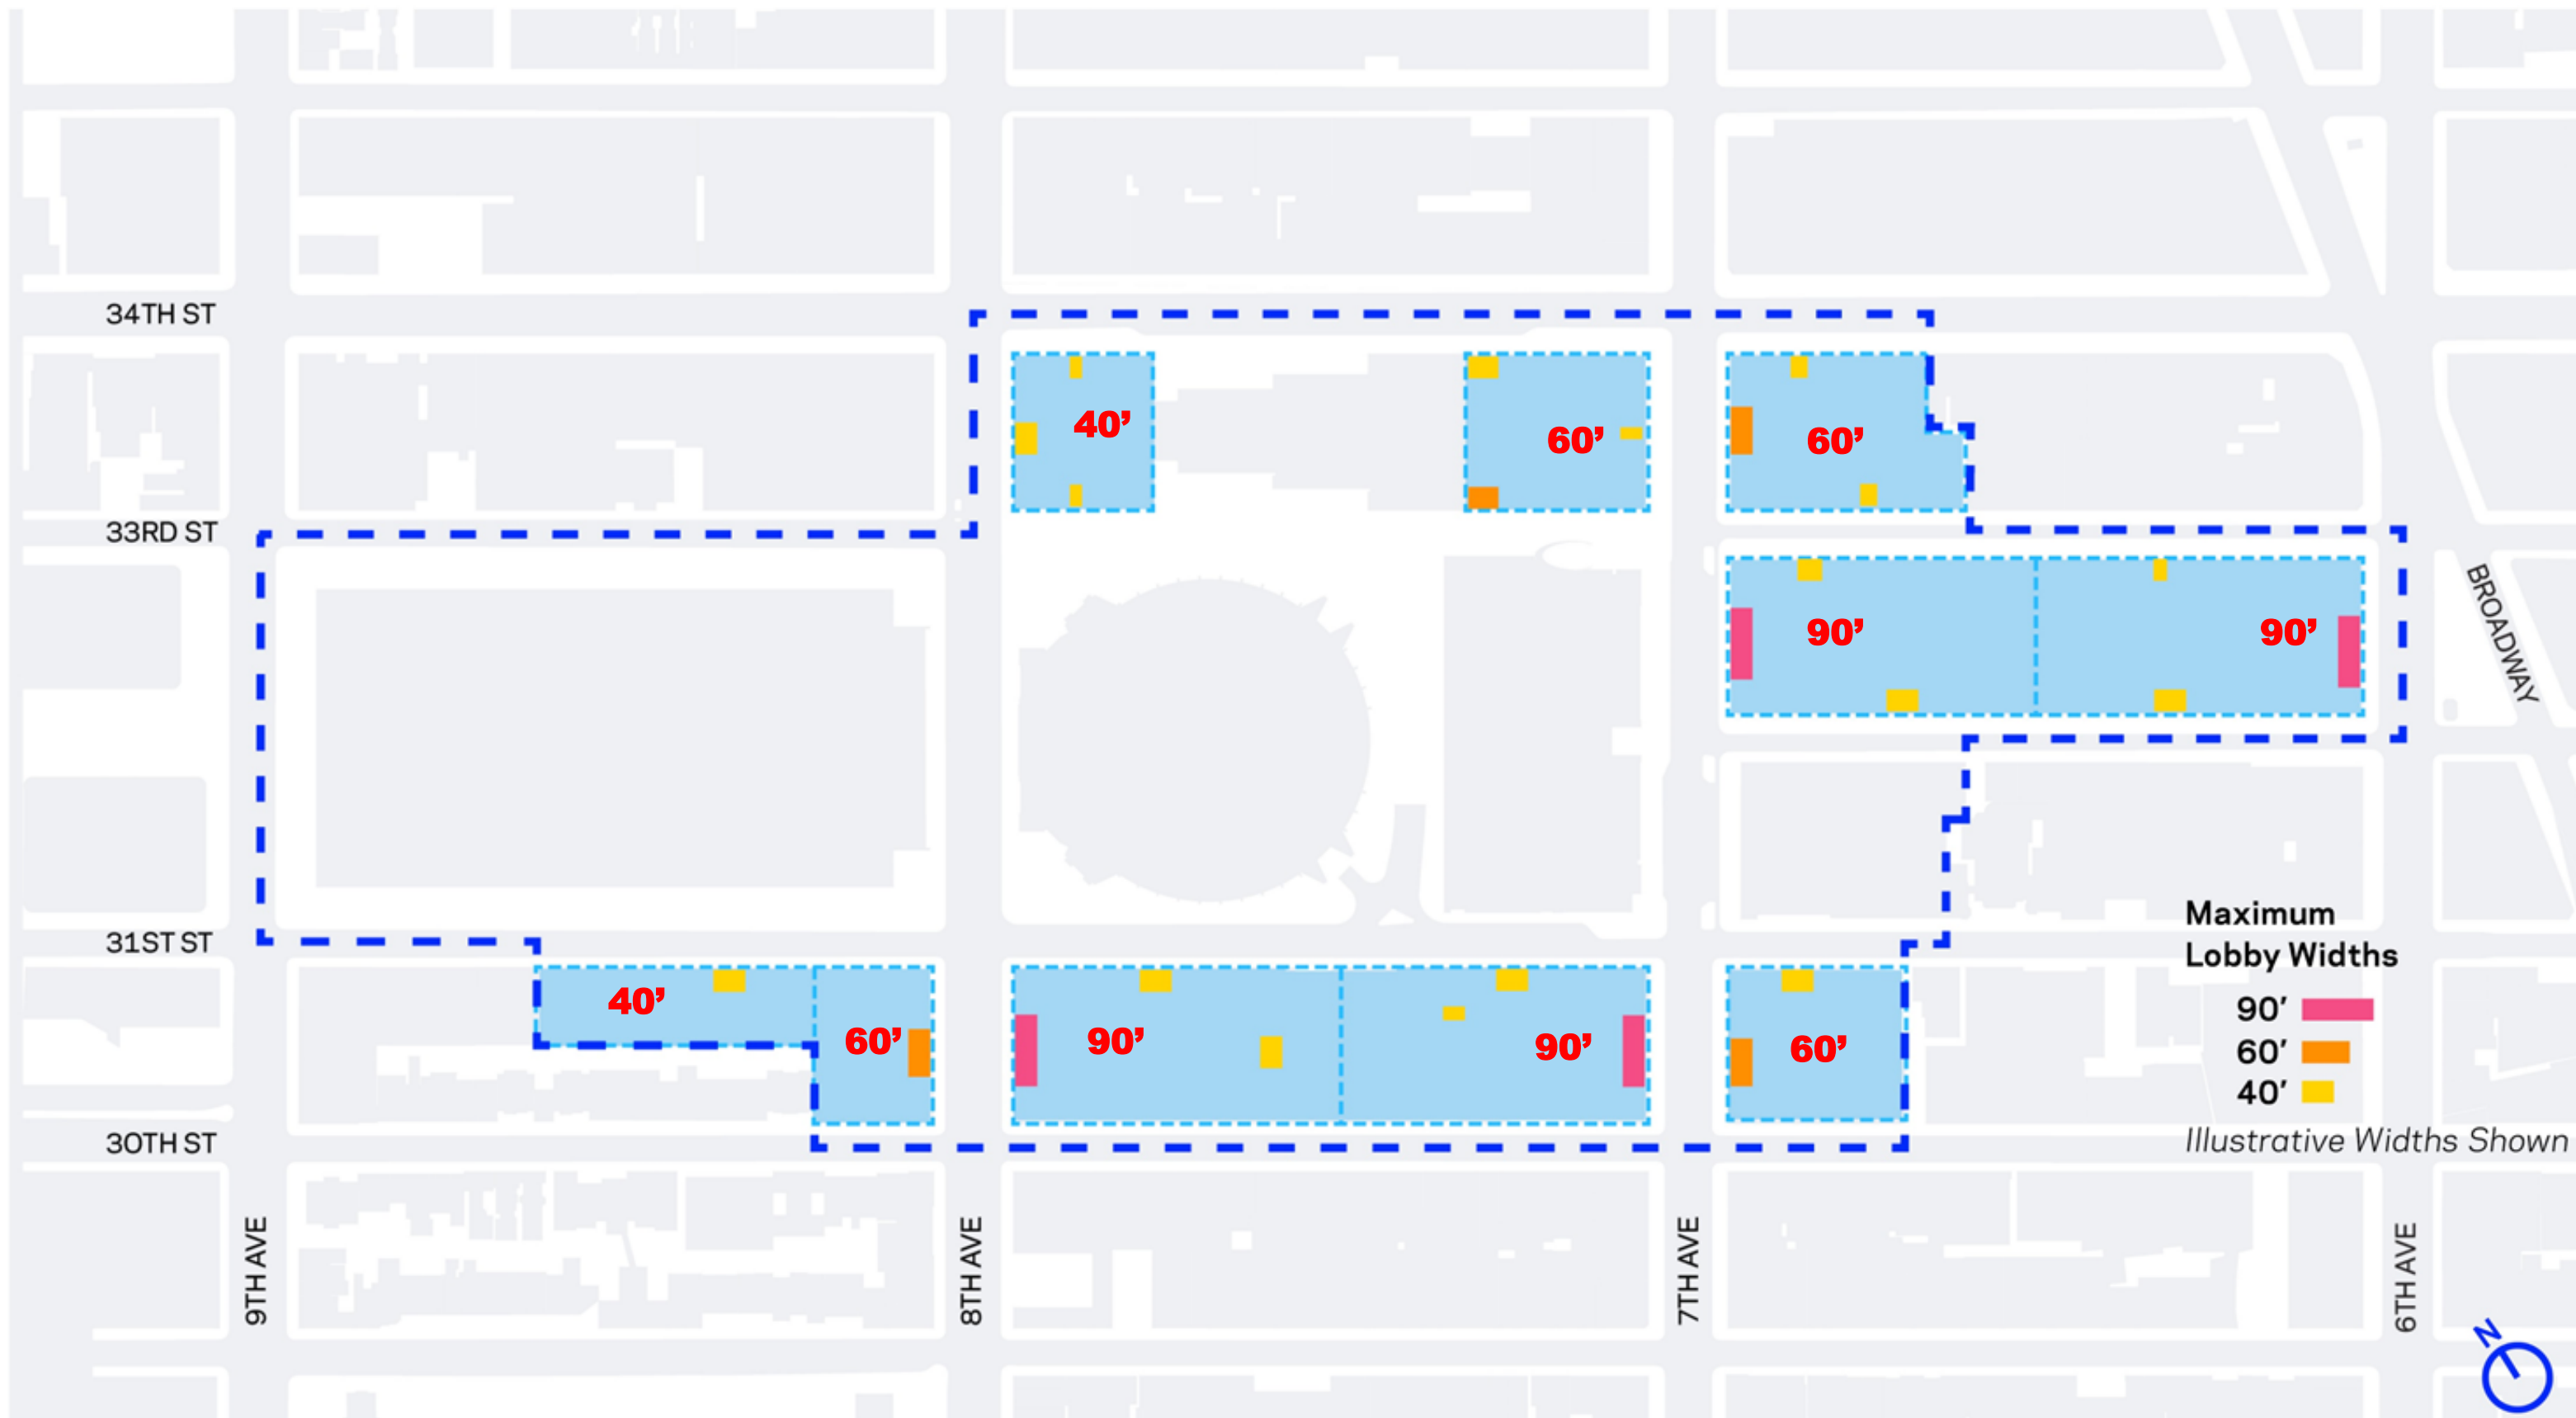 34TH ST
40’
60’
60’
33RD ST
90’
90’
BROADWAY
31ST ST
40’
60’
90’
90’
60’
30TH ST
Maximum
Lobby Widths
90’
60’
40’
Illustrative Widths Shown
9TH AVE
8TH AVE
7TH AVE
6TH AVE
N